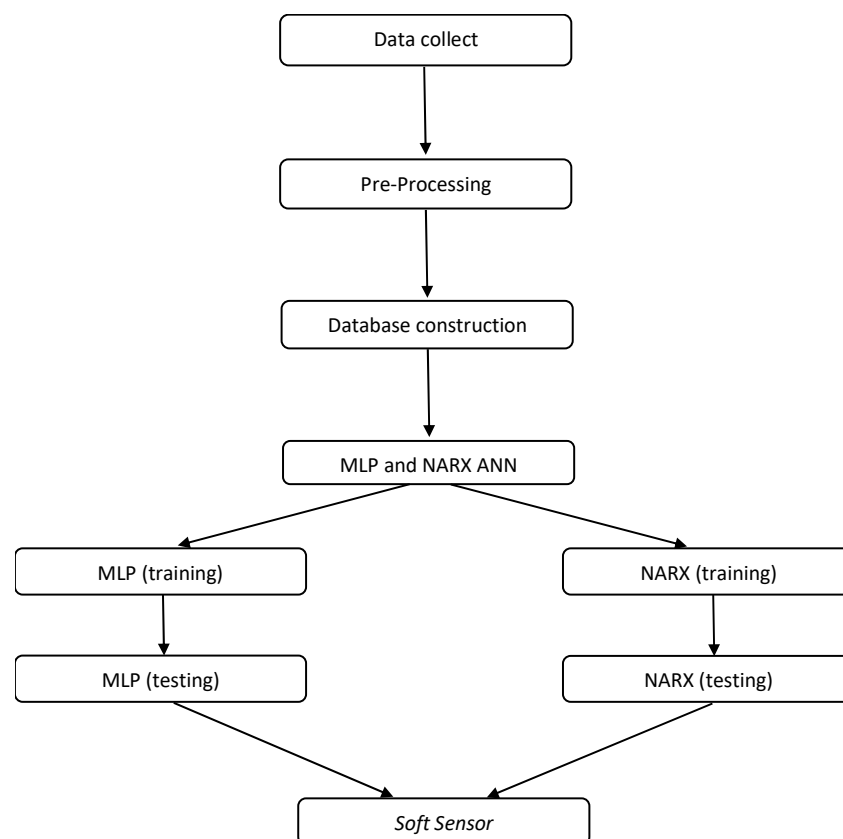 Data collect
Pre-Processing
Database construction
MLP and NARX ANN
MLP (training)
NARX (training)
MLP (testing)
NARX (testing)
Soft Sensor